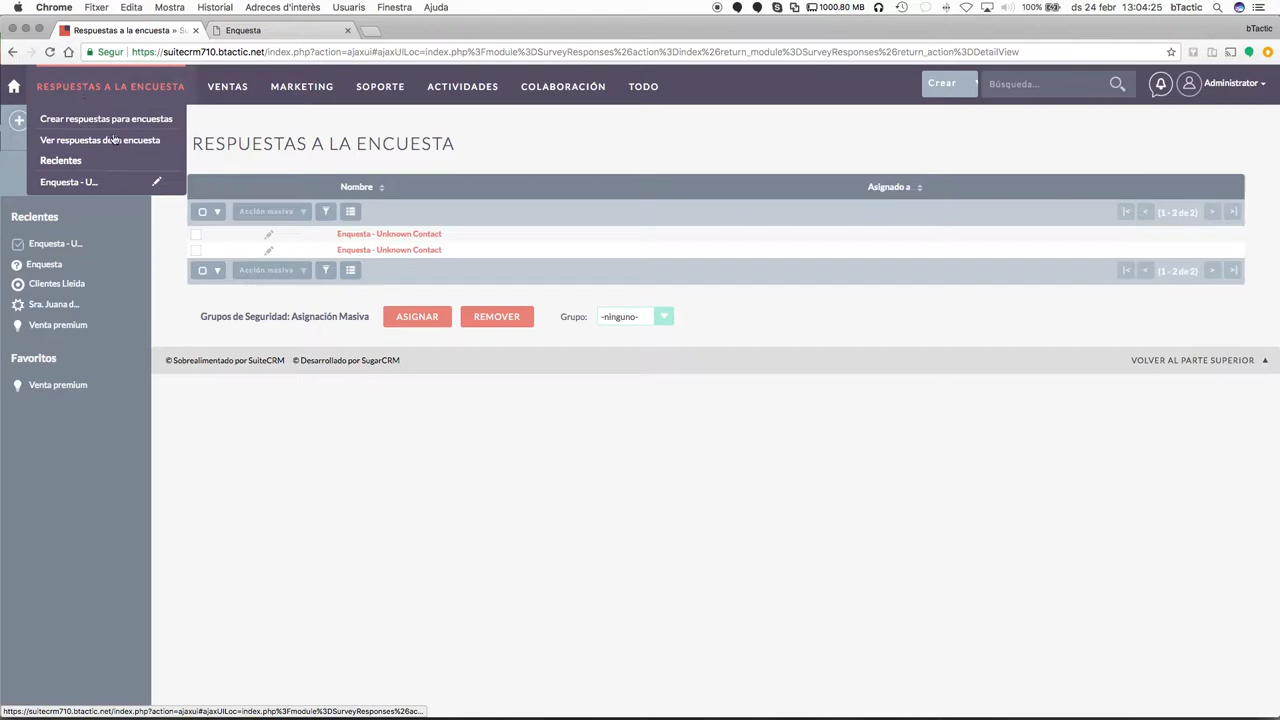 Chrome Fitxer Edita Mostra Historial Adreces d'interès Usuaris Finestra Ajuda 1000.80 MB 100% ds 24 febr 13:04:25 bTactic
Respuestas a la encuesta » S × Enquesta × bTactic
Segur https://suitecrm710.btactic.net/index.php?action=ajaxui#ajaxUILoc=index.php%3Fmodule%3DSurveyResponses%26action%3Dindex%26return_module%3DSurveyResponses%26return_action%3DDetailView
RESPUESTAS A LA ENCUESTA VENTAS MARKETING SOPORTE ACTIVIDADES COLABORACIÓN TODO Crear Búsqueda... Administrator
Crear respuestas para encuestas
Ver respuestas de encuesta
Recientes
Enquesta - U...
RESPUESTAS A LA ENCUESTA
Nombre Asignado a
Acción masiva (1 - 2 de 2)
Enquesta - Unknown Contact
Enquesta - Unknown Contact
Acción masiva (1 - 2 de 2)
Grupos de Seguridad: Asignación Masiva ASIGNAR REMOVER Grupo: -ninguno-
© Sobrealimentado por SuiteCRM © Desarrollado por SugarCRM VOLVER AL PARTE SUPERIOR
Recientes
Enquesta - U...
Enquesta
Clientes Lleida
Sra. Juana d...
Venta premium
Favoritos
Venta premium
https://suitecrm710.btactic.net/index.php?action=ajaxui#ajaxUILoc=index.php%3Fmodule%3DSurveyResponses%26ac...